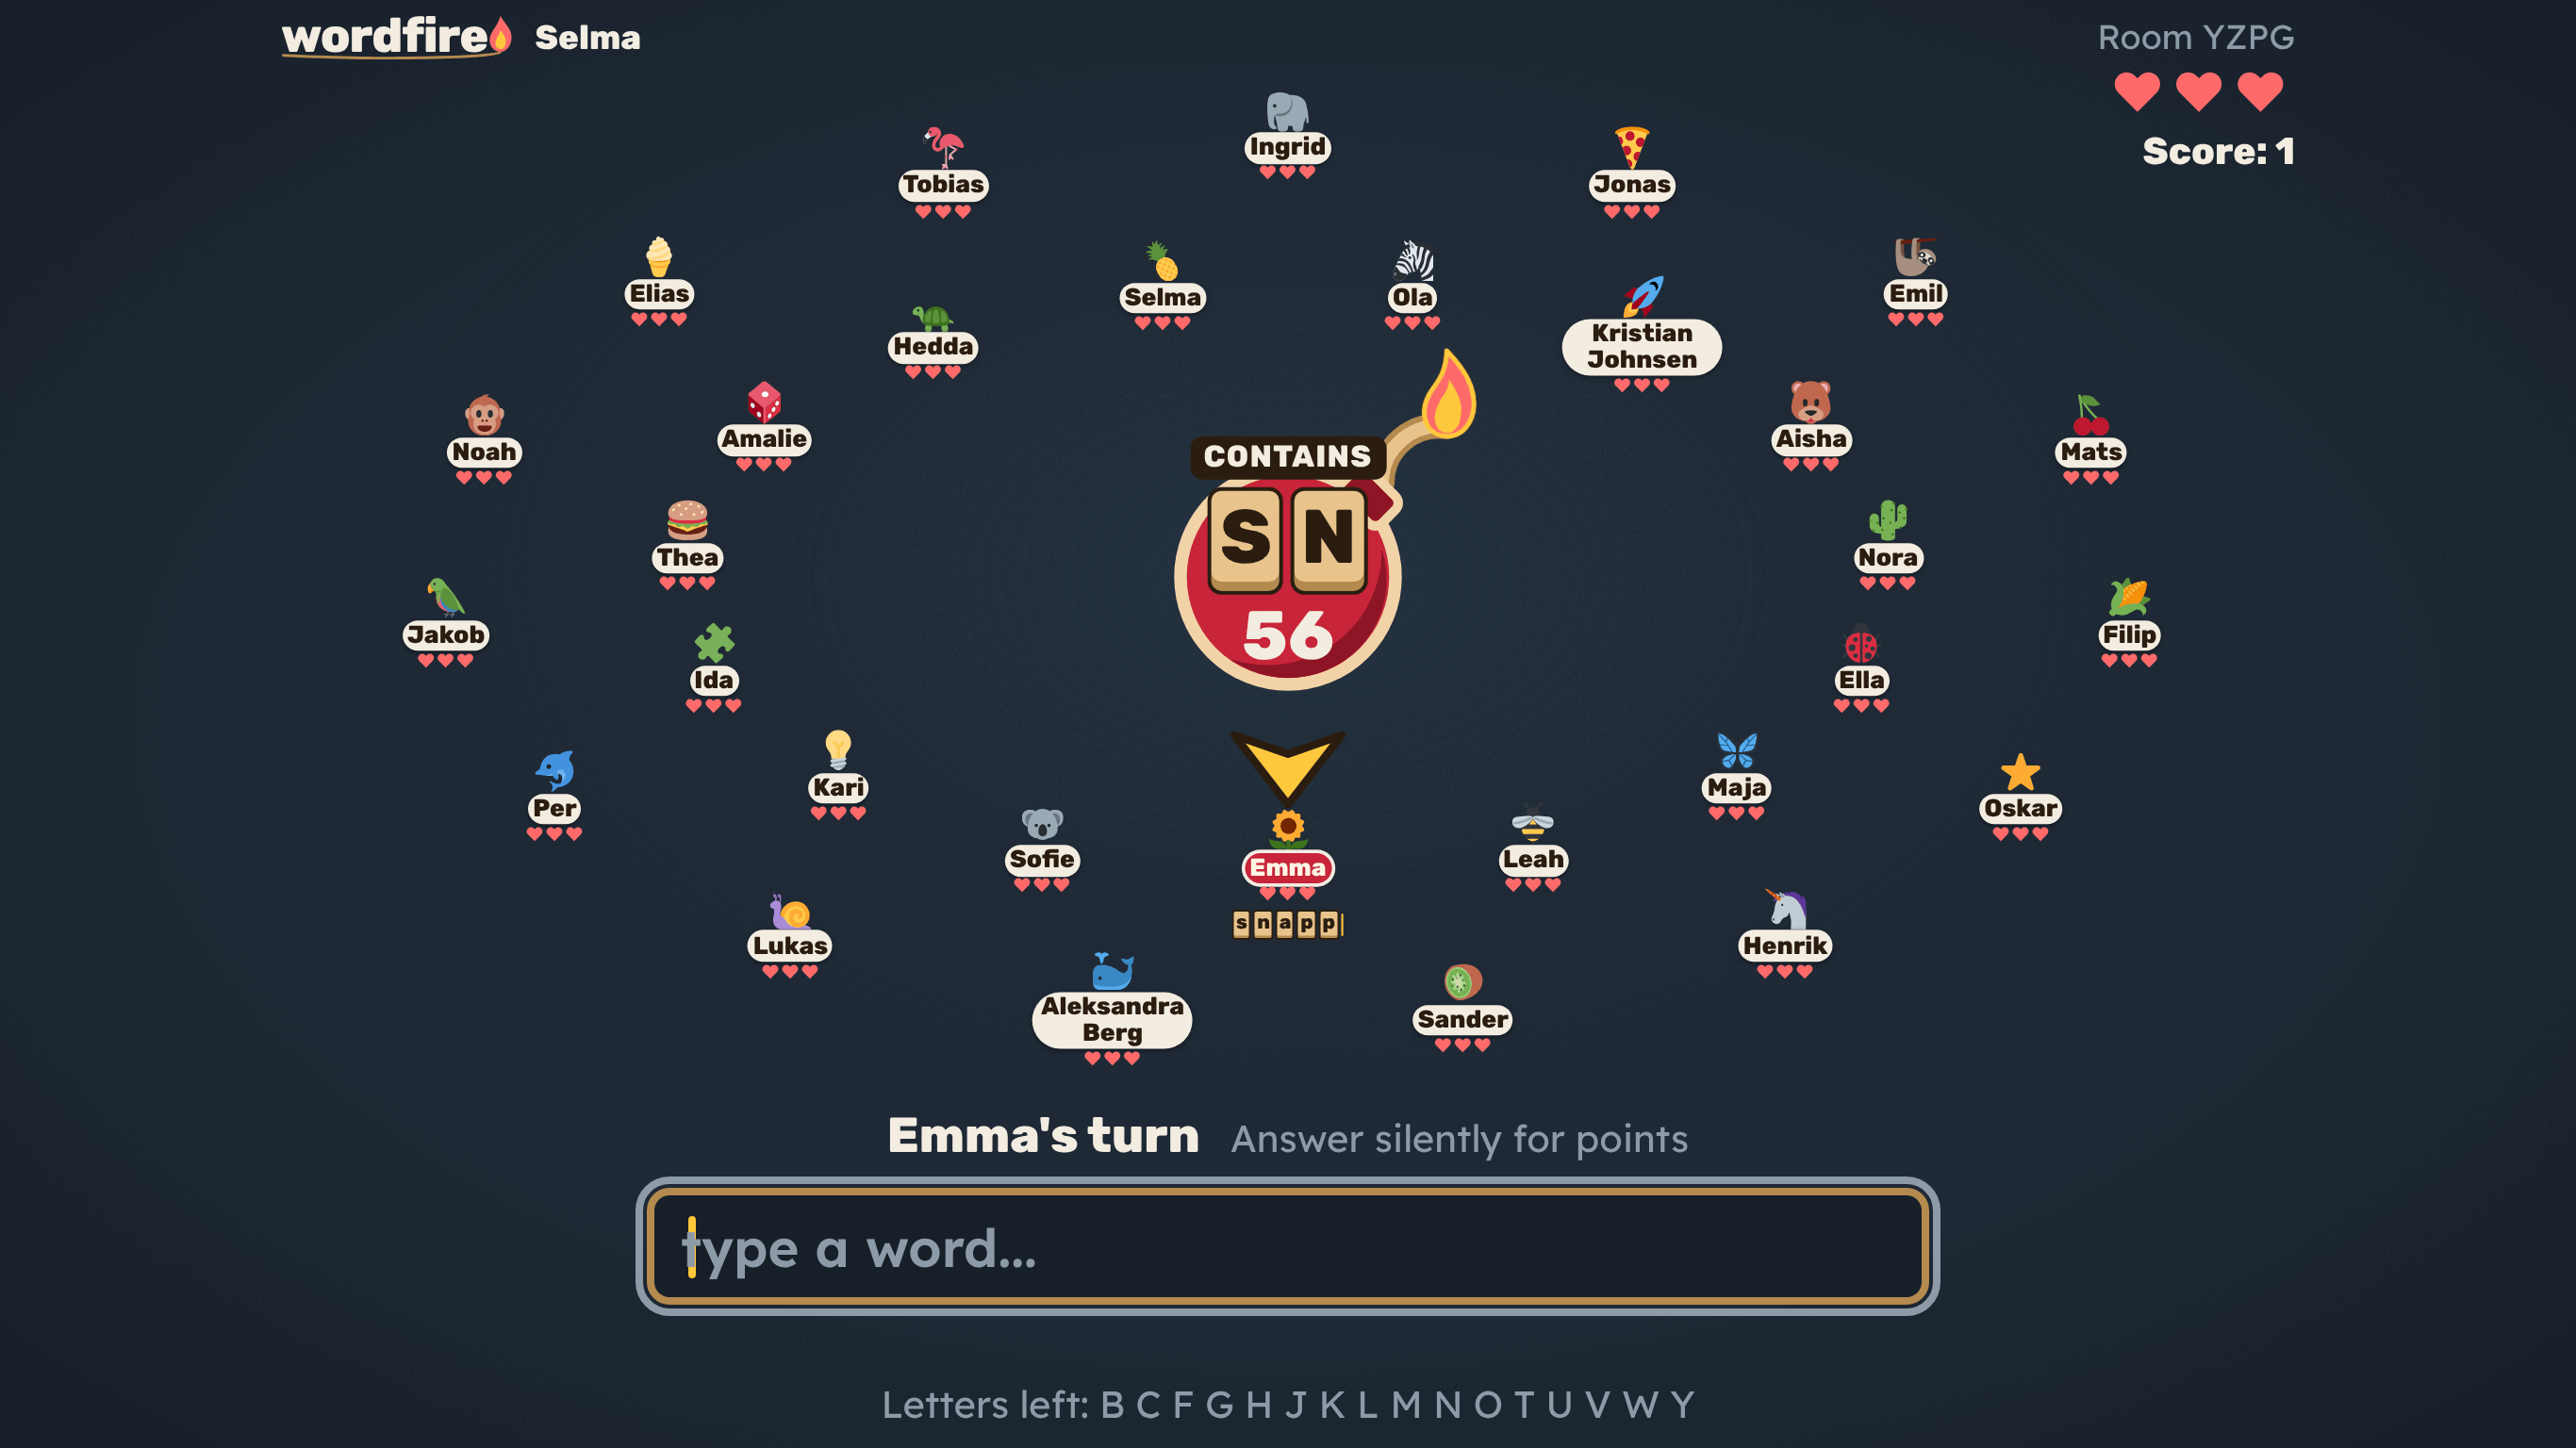 wordfire Selma
Room YZPG
Score: 1
Ingrid
Tobias
Jonas
Elias
Selma
Ola
Emil
Hedda
Kristian
Johnsen
Noah
Amalie
Aisha
Mats
CONTAINS
S N
56
Thea
Nora
Jakob
Filip
Ida
Ella
Per
Kari
Maja
Oskar
Sofie
Emma
Leah
snapp
Lukas
Henrik
Aleksandra
Berg
Sander
Emma's turn Answer silently for points
type a word...
Letters left: B C F G H J K L M N O T U V W Y